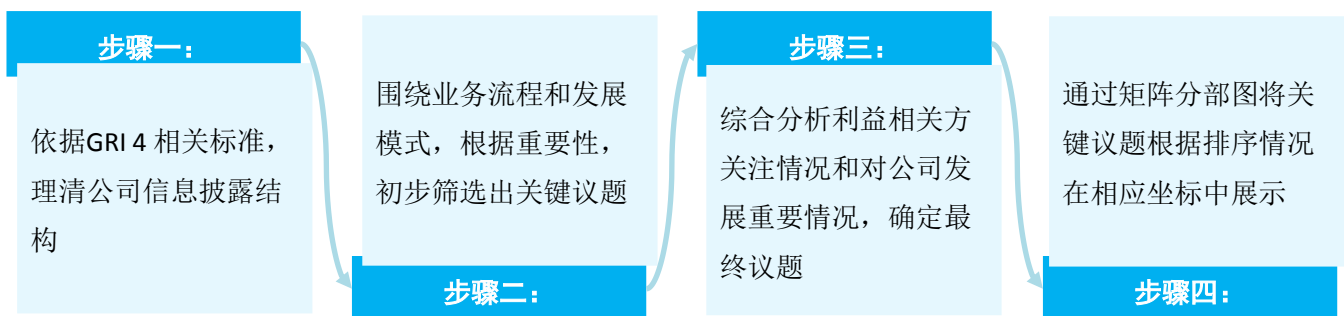 步骤一：
依据GRI 4 相关标准，
理清公司信息披露结
构
围绕业务流程和发展
模式，根据重要性，
初步筛选出关键议题
步骤二：
步骤三：
综合分析利益相关方
关注情况和对公司发
展重要情况，确定最
终议题
通过矩阵分部图将关
键议题根据排序情况
在相应坐标中展示
步骤四：